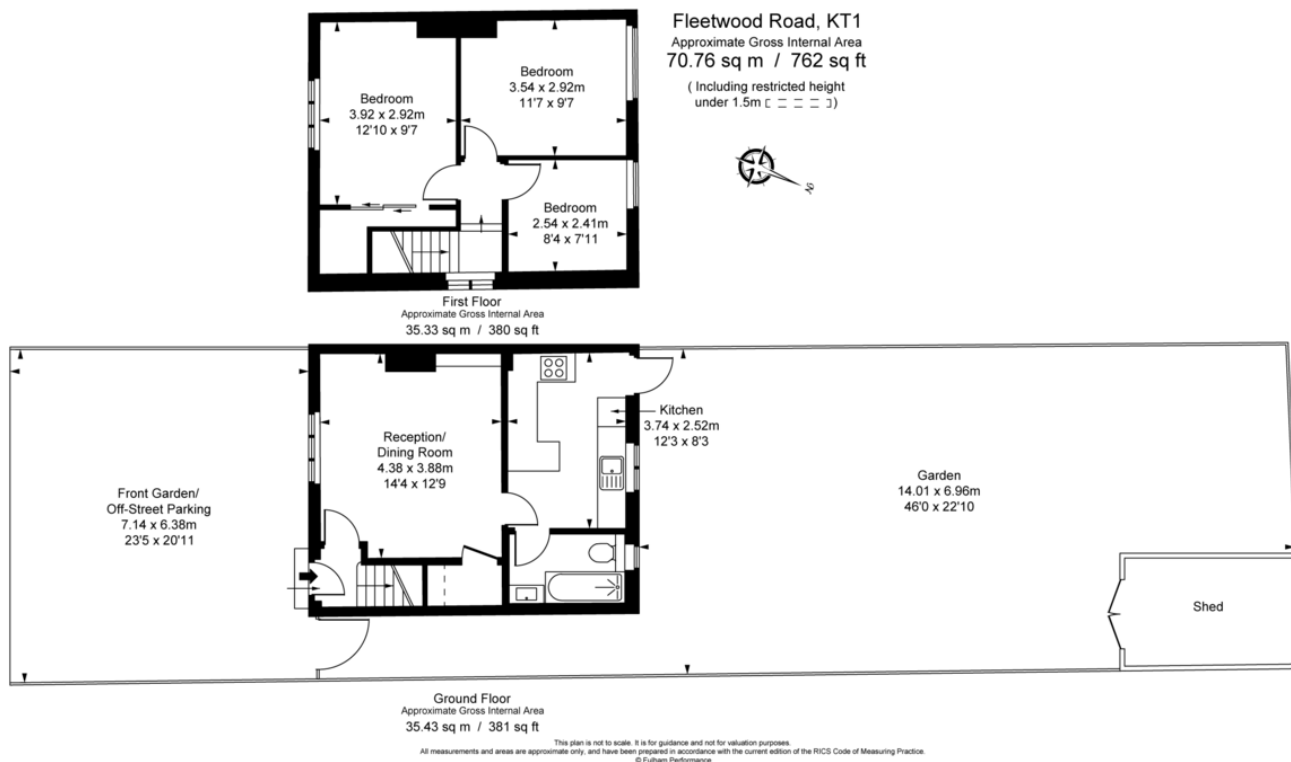 Fleetwood Road, KT1
Approximate Gross Internal Area
70.76 sq m / 762 sq ft
( Including restricted height
under 1.5m )
N
Bedroom
3.92 x 2.92m
12'10 x 9'7
Bedroom
3.54 x 2.92m
11'7 x 9'7
Bedroom
2.54 x 2.41m
8'4 x 7'11
First Floor
Approximate Gross Internal Area
35.33 sq m / 380 sq ft
Front Garden/
Off-Street Parking
7.14 x 6.38m
23'5 x 20'11
Reception/
Dining Room
4.38 x 3.88m
14'4 x 12'9
Kitchen
3.74 x 2.52m
12'3 x 8'3
Garden
14.01 x 6.96m
46'0 x 22'10
Shed
Ground Floor
Approximate Gross Internal Area
35.43 sq m / 381 sq ft
This plan is not to scale. It is for guidance and not for valuation purposes.
All measurements and areas are approximate only, and have been prepared in accordance with the current edition of the RICS Code of Measuring Practice.
© Fulham Performance